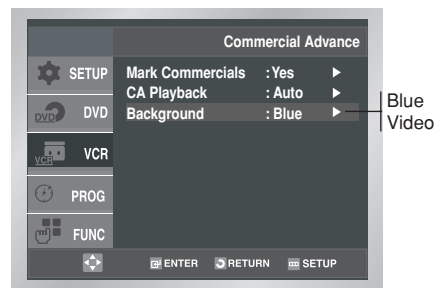 Commercial Advance
SETUP
Mark Commercials : Yes ▶
CA Playback : Auto ▶
DVD DVD
Background : Blue ▶
Blue
Video
VCR VCR
PROG
FUNC
ENTER RETURN SETUP